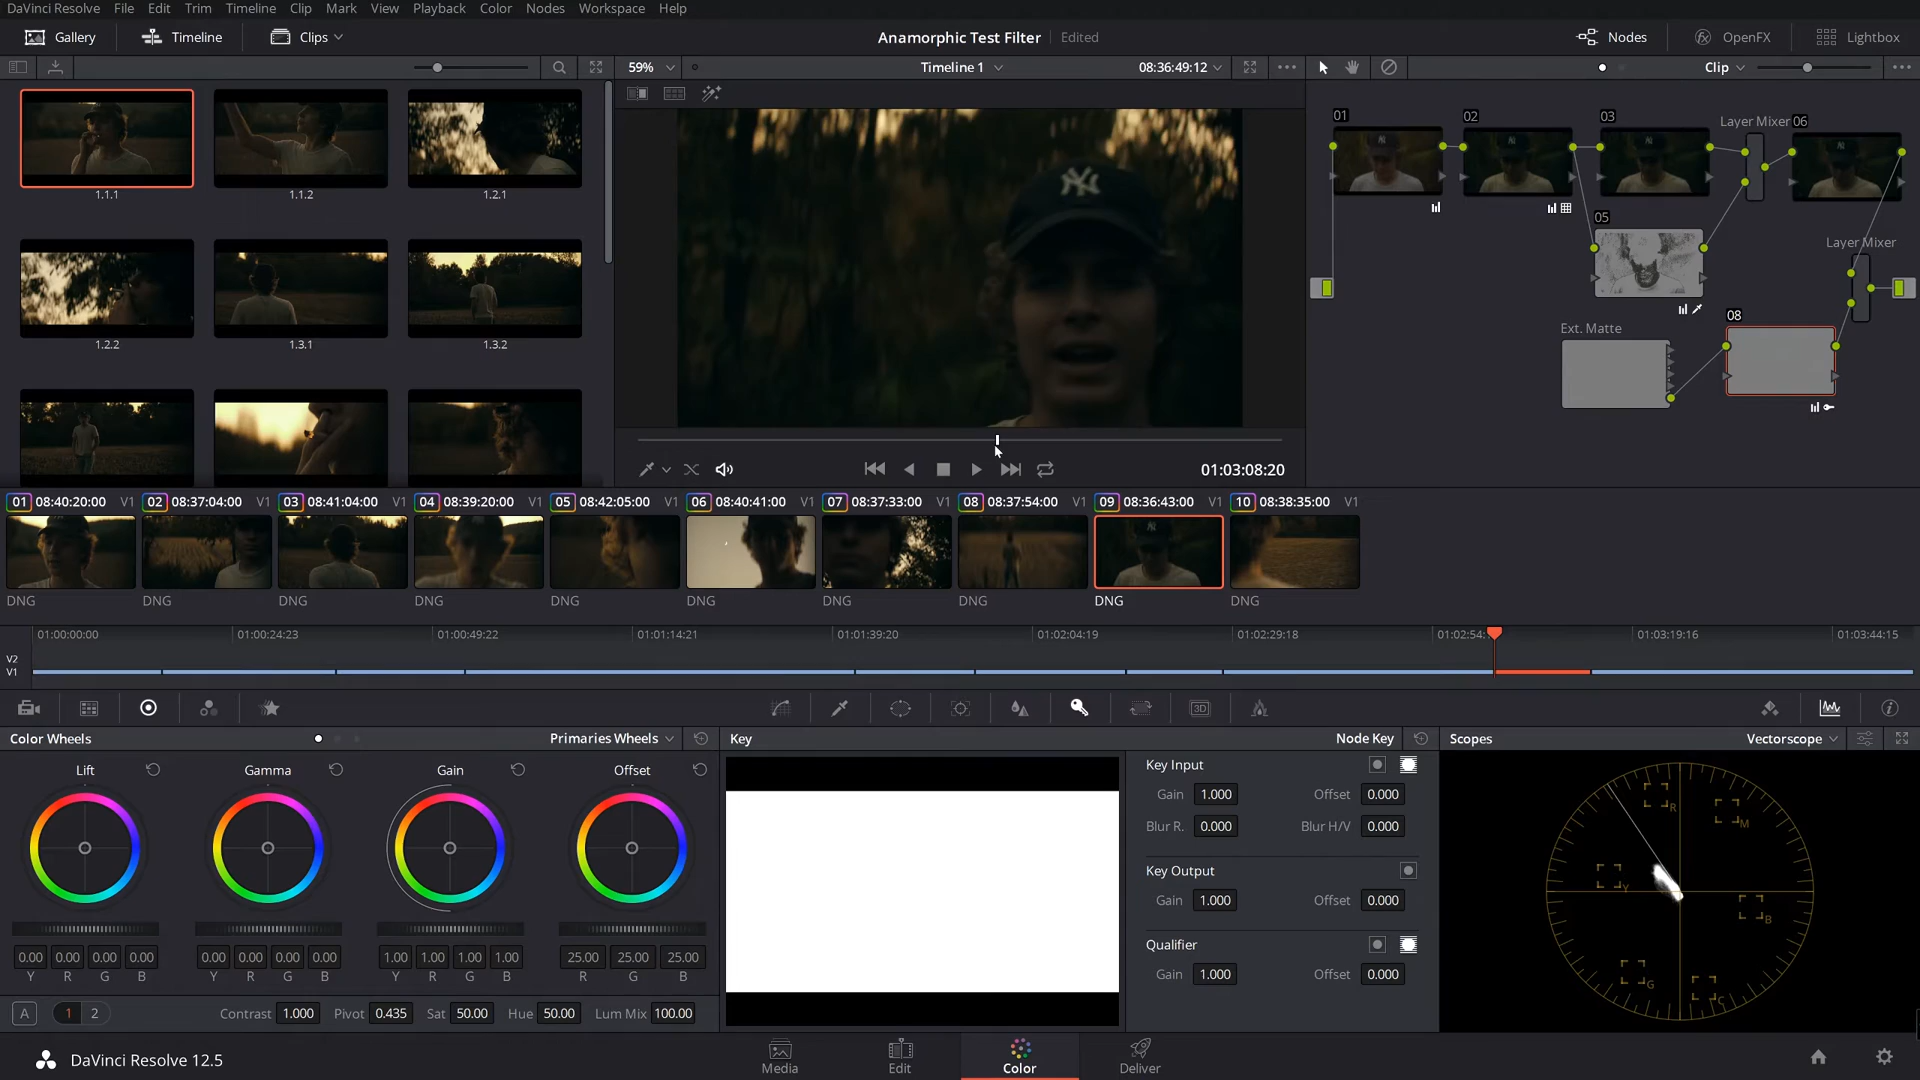 DaVinci Resolve File Edit Trim Timeline Clip Mark View Playback Color Nodes Workspace Help
Gallery Timeline Clips Anamorphic Test Filter Edited Nodes OpenFX Lightbox
59% Timeline 1 08:36:49:12 Clip
1.1.1 1.1.2 1.2.1
1.2.2 1.3.1 1.3.2
NY
01 02 03 Layer Mixer 06
05
Layer Mixer
Ext. Matte 08
01:03:08:20
01 08:40:20:00 V1 02 08:37:04:00 V1 03 08:41:04:00 V1 04 08:39:20:00 V1 05 08:42:05:00 V1 06 08:40:41:00 V1 07 08:37:33:00 V1 08 08:37:54:00 V1 09 08:36:43:00 V1 10 08:38:35:00 V1
DNG DNG DNG DNG DNG DNG DNG DNG DNG DNG
01:00:00:00 01:00:24:23 01:00:49:22 01:01:14:21 01:01:39:20 01:02:04:19 01:02:29:18 01:02:54: 01:03:19:16 01:03:44:15
V2
V1
3D
Color Wheels Primaries Wheels Key Node Key Scopes Vectorscope
Lift Gamma Gain Offset
0.00 0.00 0.00 0.00 0.00 0.00 0.00 0.00 1.00 1.00 1.00 1.00 25.00 25.00 25.00
Y R G B Y R G B Y R G B R G B
A 1 2 Contrast 1.000 Pivot 0.435 Sat 50.00 Hue 50.00 Lum Mix 100.00
Key Input
Gain 1.000 Offset 0.000
Blur R. 0.000 Blur H/V 0.000
Key Output
Gain 1.000 Offset 0.000
Qualifier
Gain 1.000 Offset 0.000
R M
Y B
G C
DaVinci Resolve 12.5 Media Edit Color Deliver